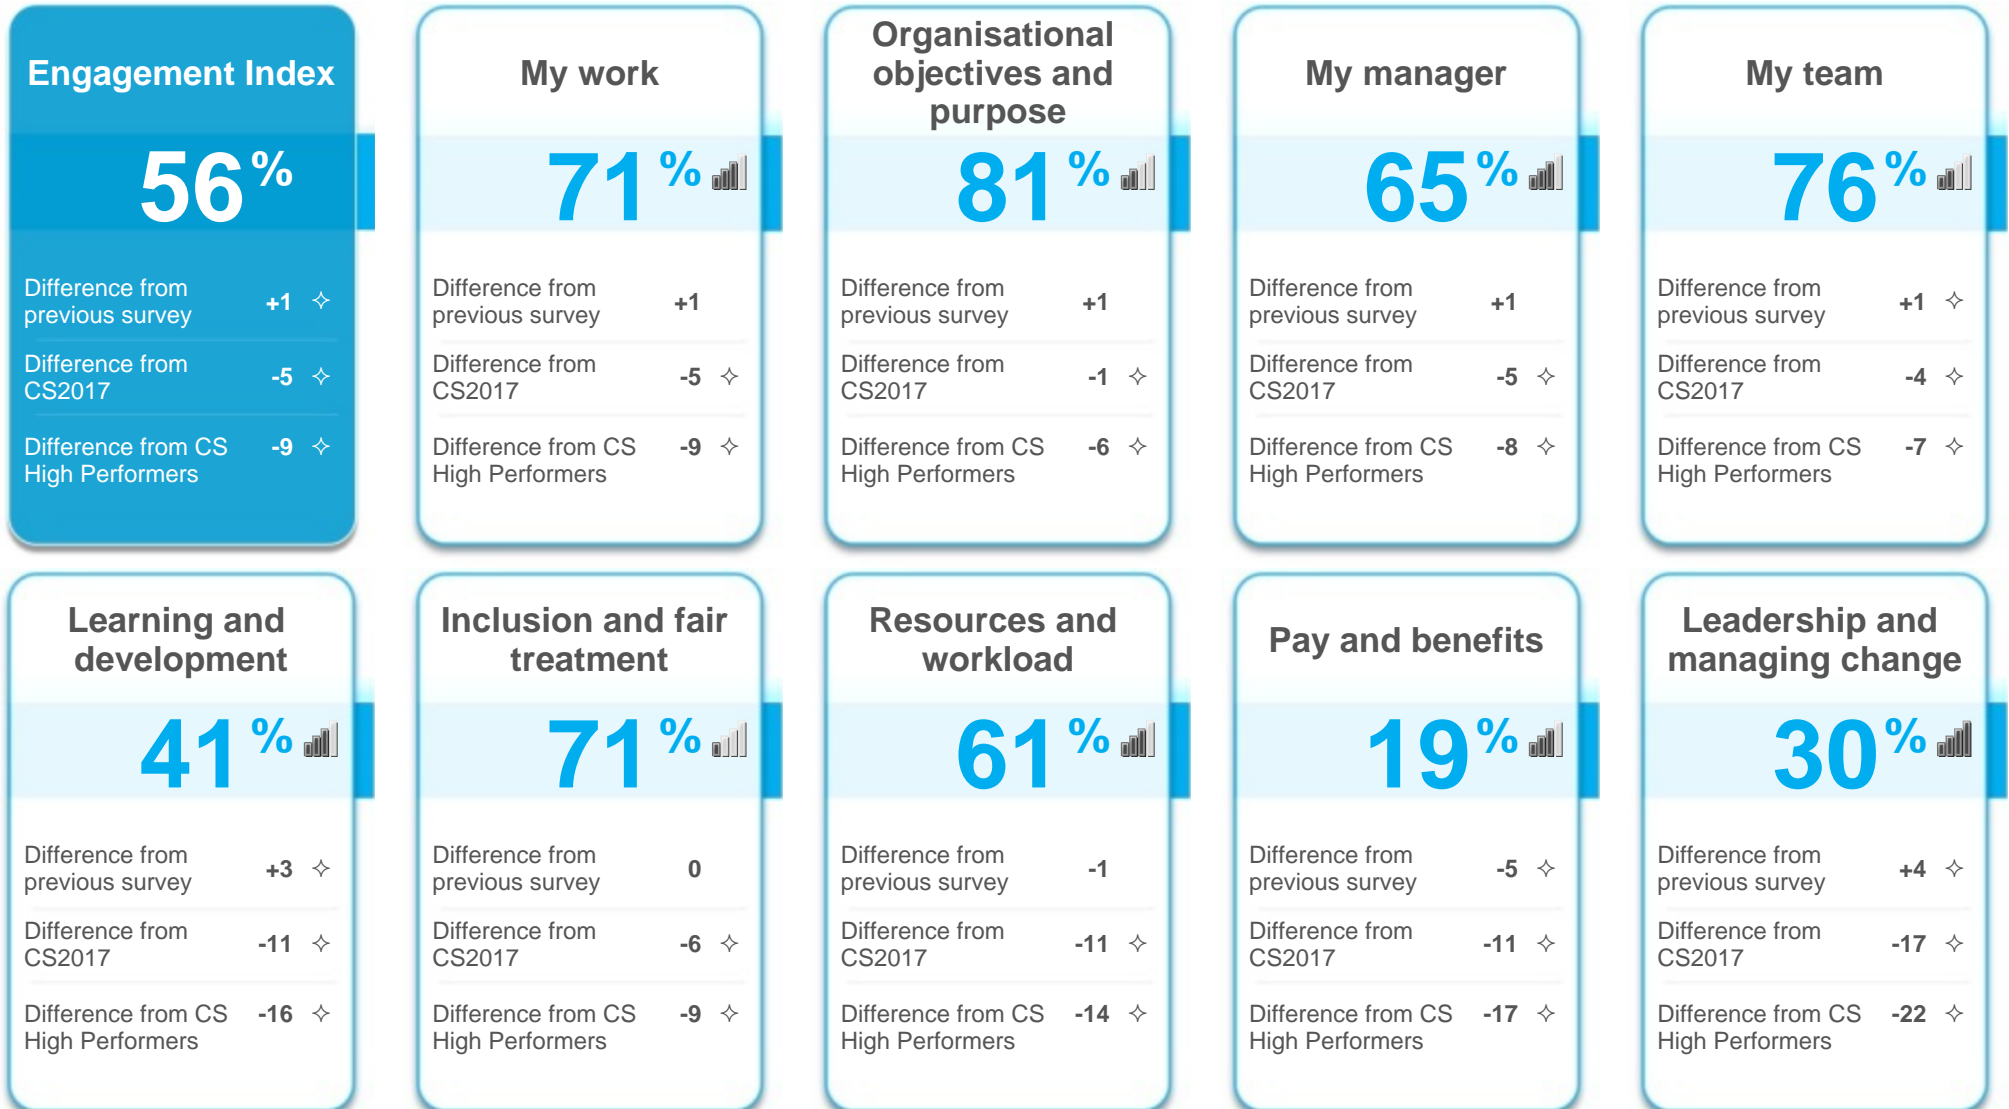 Engagement Index
56%
Difference from
previous survey
+1 ✧
Difference from
CS2017
-5 ✧
Difference from CS
High Performers
-9 ✧
My work
71%
Difference from
previous survey
+1
Difference from
CS2017
-5 ✧
Difference from CS
High Performers
-9 ✧
Organisational
objectives and
purpose
81%
Difference from
previous survey
+1
Difference from
CS2017
-1 ✧
Difference from CS
High Performers
-6 ✧
My manager
65%
Difference from
previous survey
+1
Difference from
CS2017
-5 ✧
Difference from CS
High Performers
-8 ✧
My team
76%
Difference from
previous survey
+1 ✧
Difference from
CS2017
-4 ✧
Difference from CS
High Performers
-7 ✧
Learning and
development
41%
Difference from
previous survey
+3 ✧
Difference from
CS2017
-11 ✧
Difference from CS
High Performers
-16 ✧
Inclusion and fair
treatment
71%
Difference from
previous survey
0
Difference from
CS2017
-6 ✧
Difference from CS
High Performers
-9 ✧
Resources and
workload
61%
Difference from
previous survey
-1
Difference from
CS2017
-11 ✧
Difference from CS
High Performers
-14 ✧
Pay and benefits
19%
Difference from
previous survey
-5 ✧
Difference from
CS2017
-11 ✧
Difference from CS
High Performers
-17 ✧
Leadership and
managing change
30%
Difference from
previous survey
+4 ✧
Difference from
CS2017
-17 ✧
Difference from CS
High Performers
-22 ✧